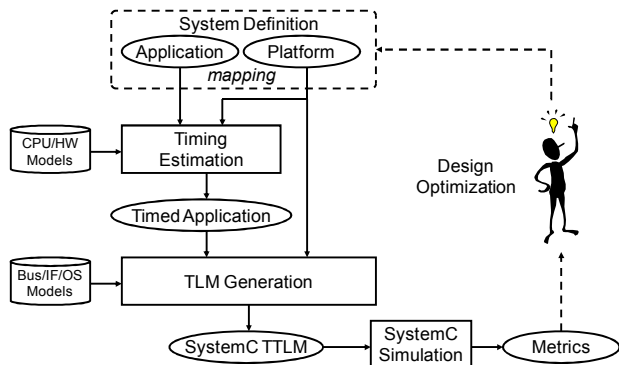 System Definition
Application
Platform
mapping
CPU/HW
Models
Timing
Estimation
Design
Optimization
Timed Application
Bus/IF/OS
Models
TLM Generation
SystemC TTLM
SystemC
Simulation
Metrics